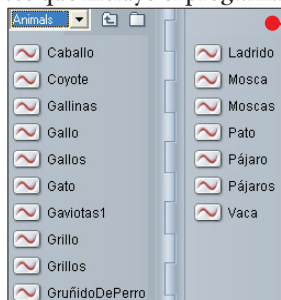 Animals
Caballo
Coyote
Gallinas
Gallo
Gallos
Gato
Gaviotas1
Grillo
Grillos
GruñidoDePerro
Ladrido
Mosca
Moscas
Pato
Pájaro
Pájaros
Vaca